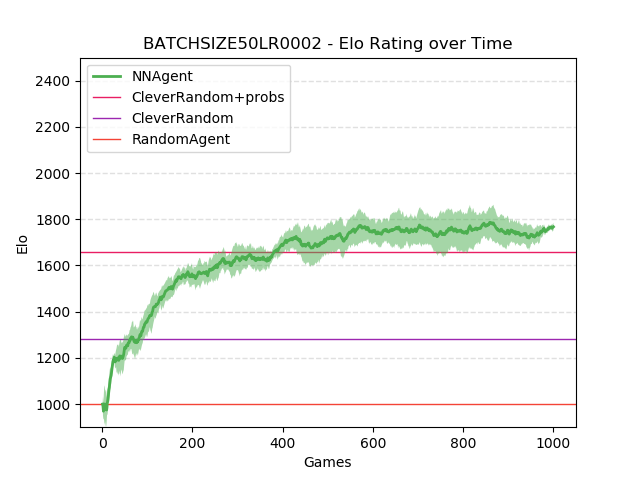 BATCHSIZE50LR0002 - Elo Rating over Time
NNAgent
CleverRandom+probs
CleverRandom
RandomAgent
2400
2200
2000
1800
1600
1400
1200
1000
Elo
0 200 400 600 800 1000
Games